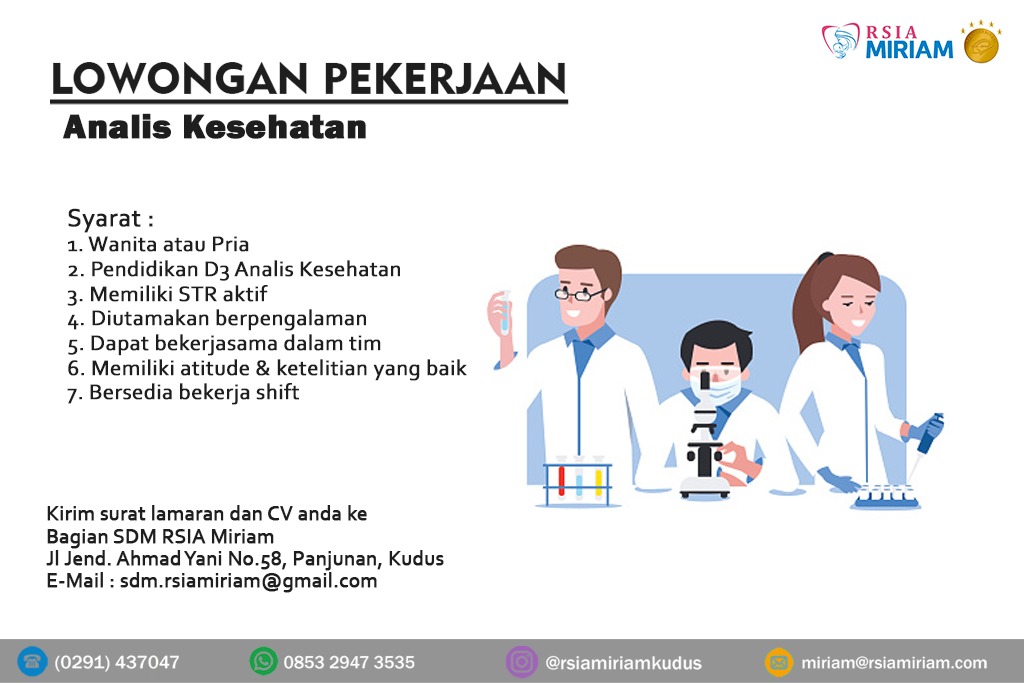 RSIA
MIRIAM
LOWONGAN PEKERJAAN
Analis Kesehatan
Syarat :
1. Wanita atau Pria
2. Pendidikan D3 Analis Kesehatan
3. Memiliki STR aktif
4. Diutamakan berpengalaman
5. Dapat bekerjasama dalam tim
6. Memiliki atitude & ketelitian yang baik
7. Bersedia bekerja shift
Kirim surat lamaran dan CV anda ke
Bagian SDM RSIA Miriam
Jl Jend. Ahmad Yani No.58, Panjunan, Kudus
E-Mail : sdm.rsiamiriam@gmail.com
(0291) 437047 0853 2947 3535 @rsiamiriamkudus miriam@rsiamiriam.com